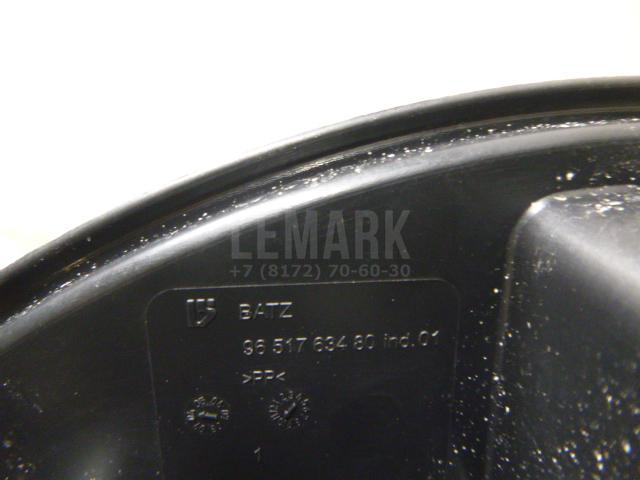 LEMARK
+7 (8172) 70-60-30
BATZ
96 517 634 80 ind.01
>PP<
1